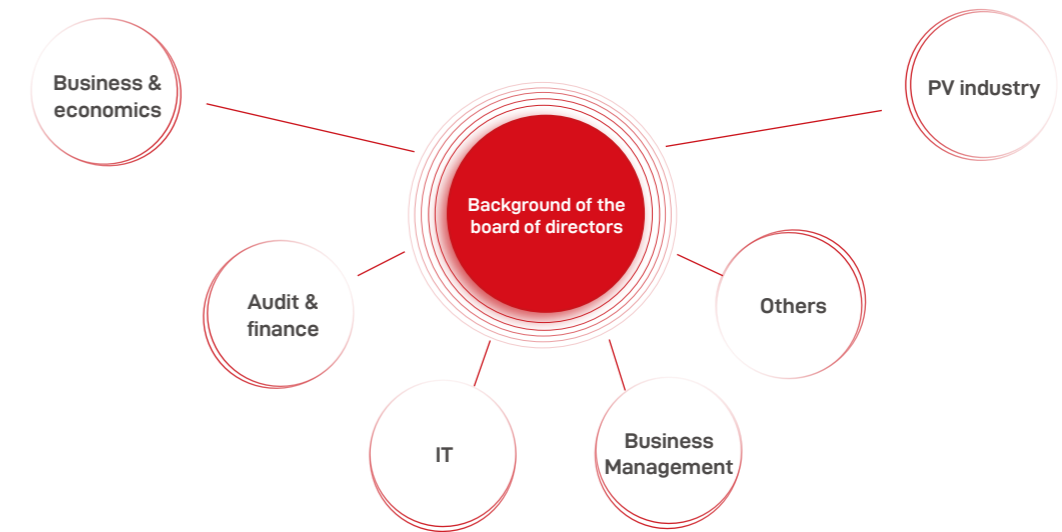 Business &
economics
PV industry
Background of the
board of directors
Audit &
finance
Others
IT
Business
Management